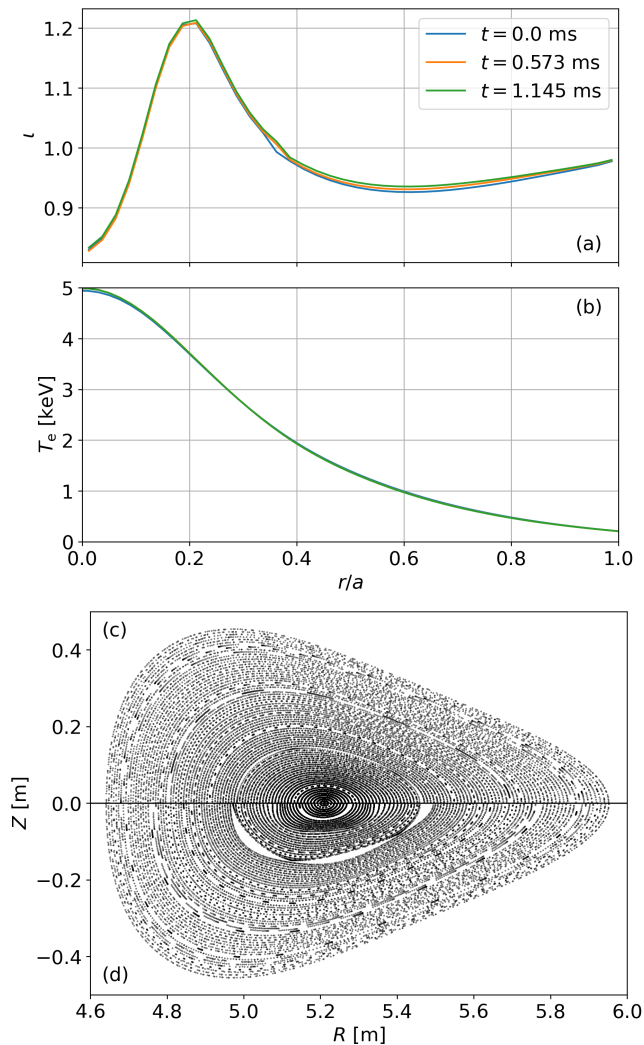 1.2
1.1
1.0
0.9
ι
t = 0.0 ms
t = 0.573 ms
t = 1.145 ms
(a)
5
4
3
2
1
0
T_e [keV]
(b)
0.0 0.2 0.4 0.6 0.8 1.0
r/a
(c)
0.4
0.2
0.0
−0.2
−0.4
Z [m]
(d)
4.6 4.8 5.0 5.2 5.4 5.6 5.8 6.0
R [m]